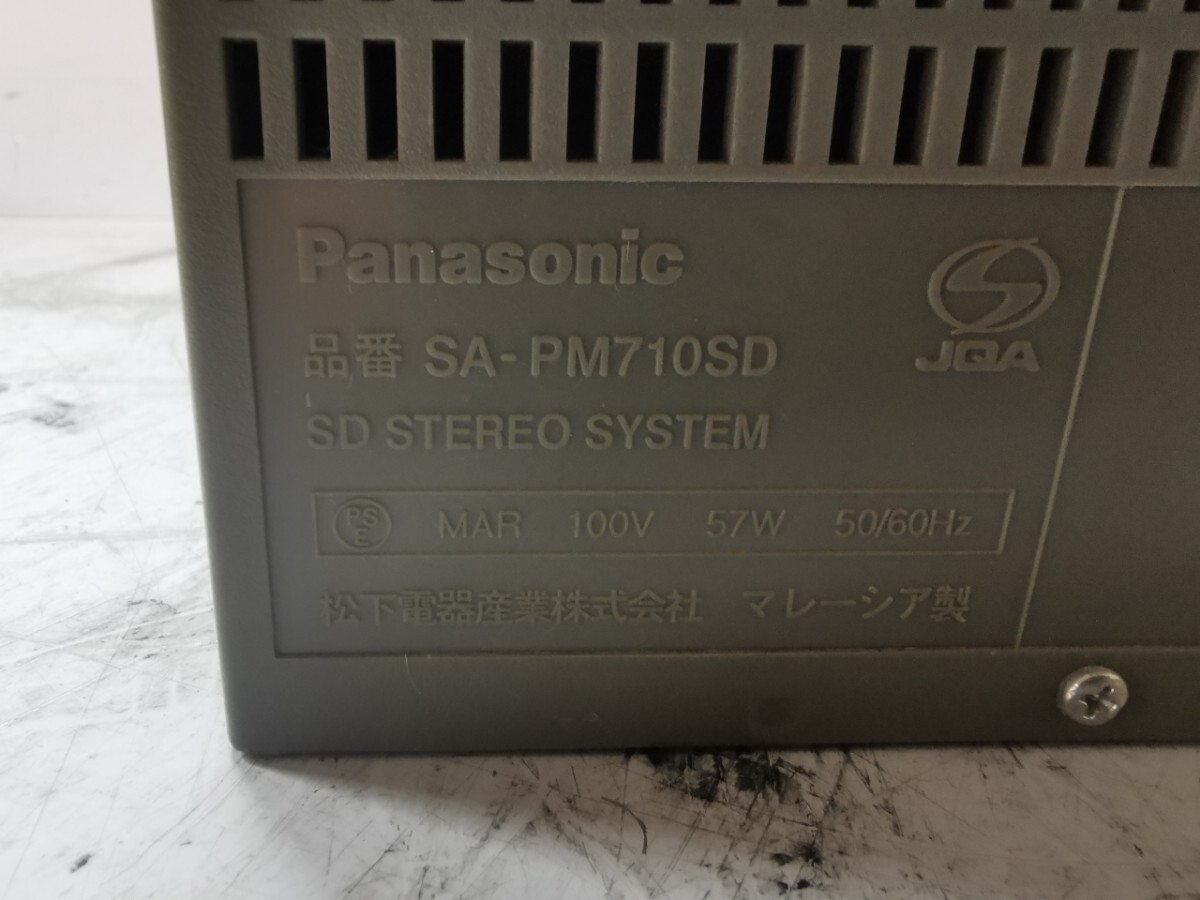 Panasonic
品番 SA-PM710SD
JQA
SD STEREO SYSTEM
PS E MAR 100V 57W 50/60Hz
松下電器産業株式会社 マレーシア製